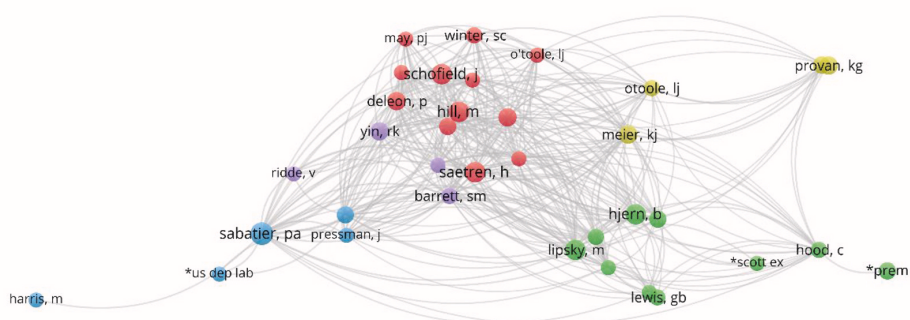 may, pj
winter, sc
o'toole, lj
provan, kg
schofield, j
otoole, lj
deleon, p
hill, m
yin, rk
meier, kj
ridde, v
saetren, h
barrett, sm
hjern, b
sabatier, pa
pressman, j
lipsky, m
hood, c
*scott ex
*us dep lab
*prem
harris, m
lewis, gb